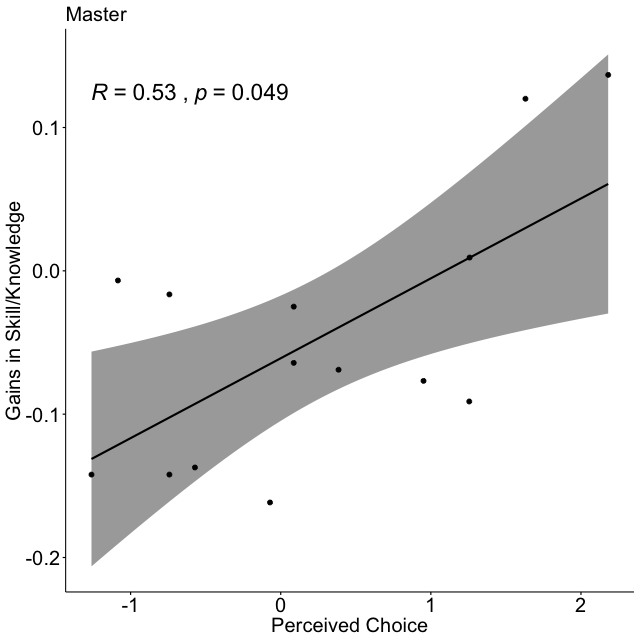 Master
R = 0.53 , p = 0.049
Gains in Skill/Knowledge
0.1
0.0
-0.1
-0.2
-1 0 1 2
Perceived Choice